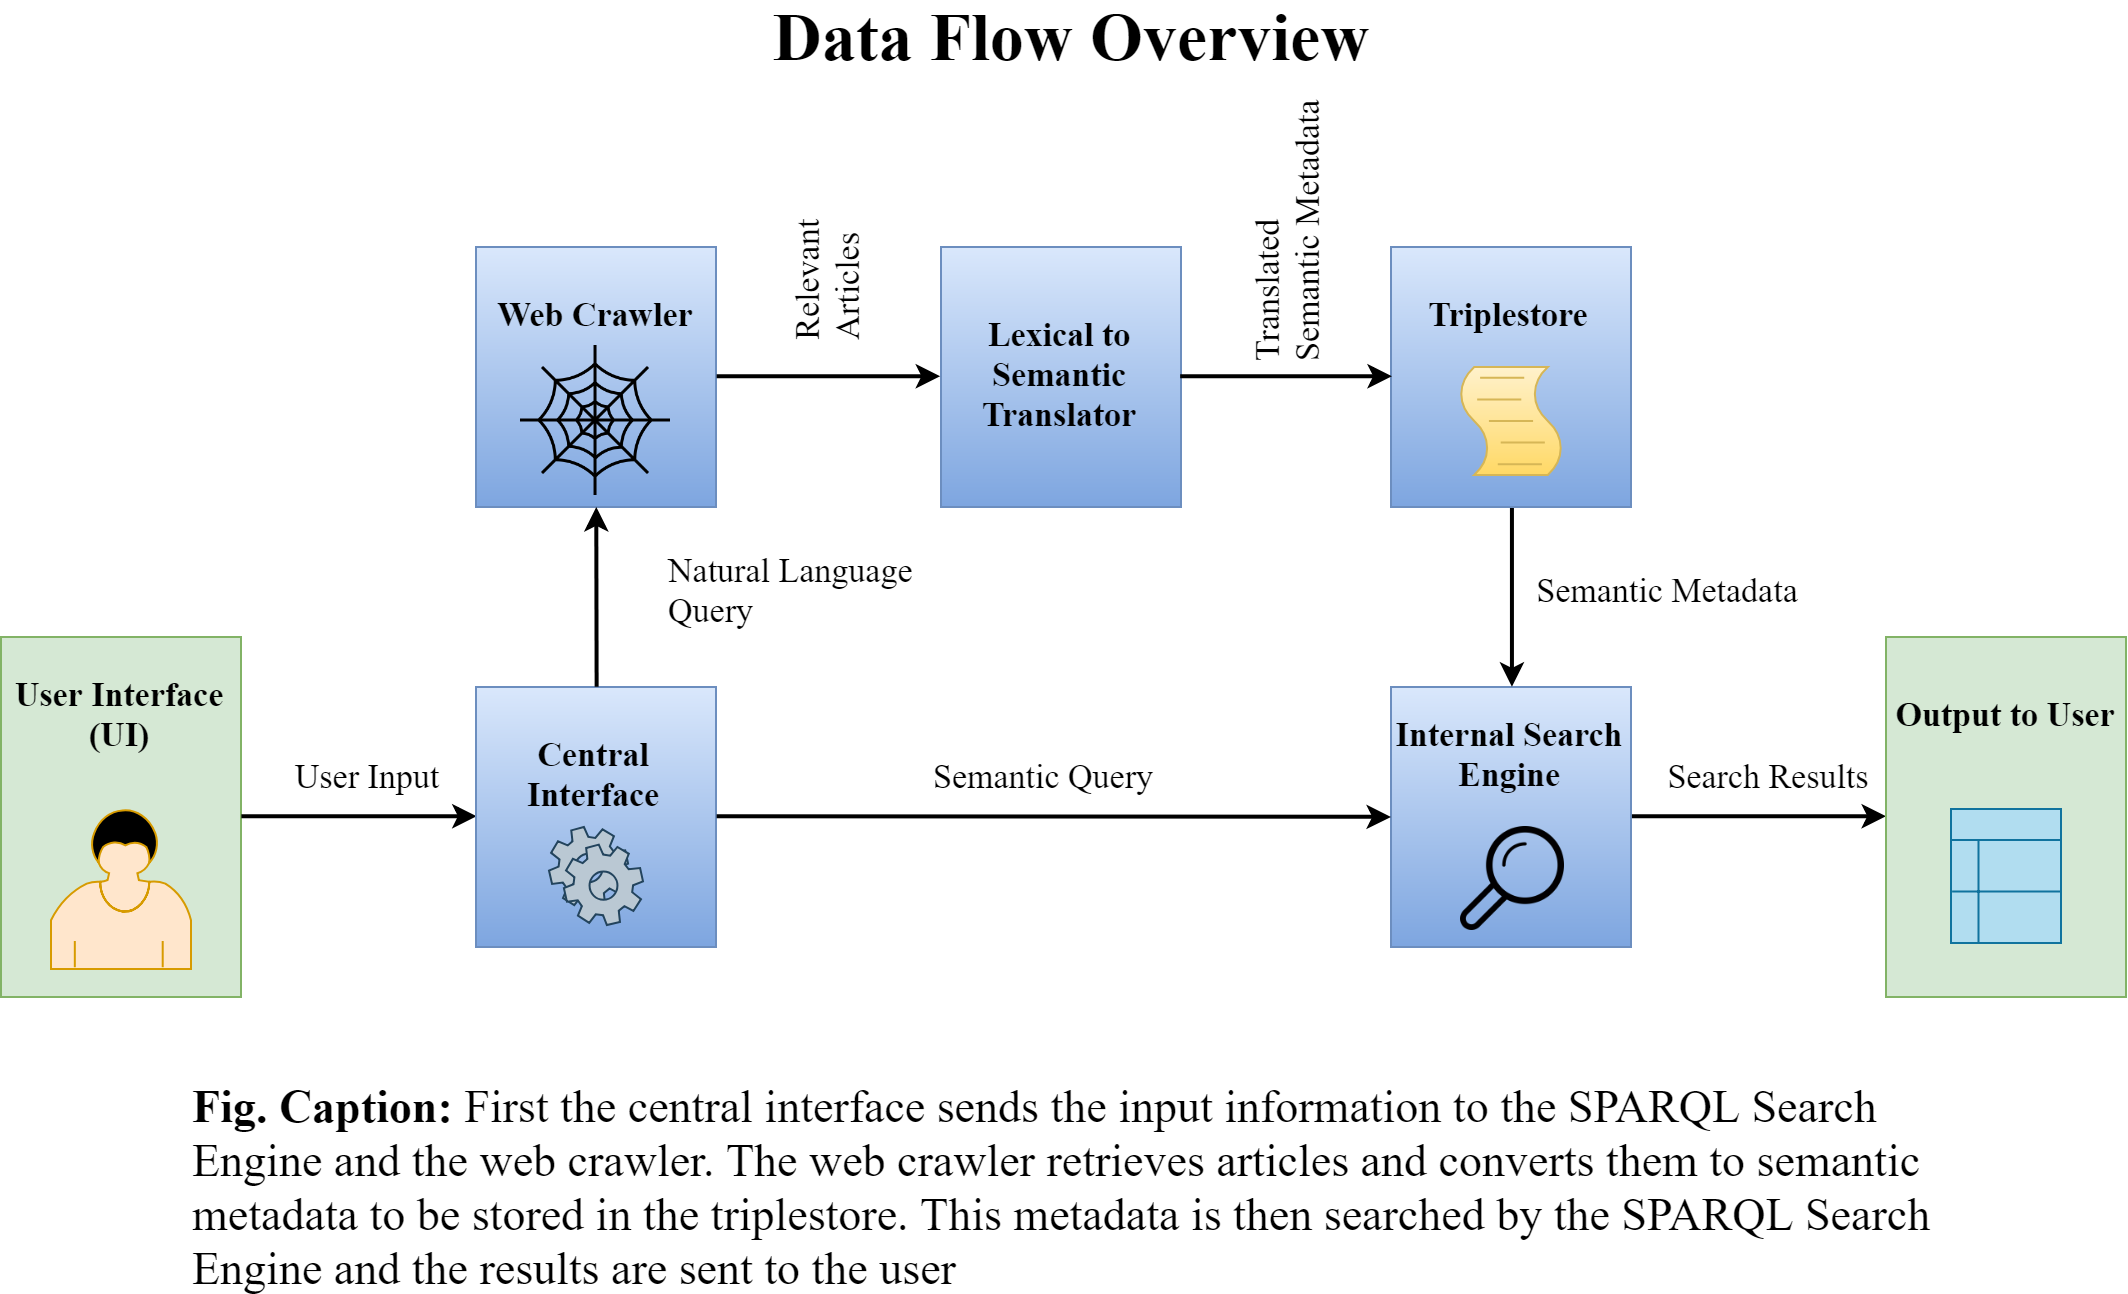 Data Flow Overview
Relevant
Articles
Translated
Semantic Metadata
Web Crawler
Lexical to
Semantic
Translator
Triplestore
Natural Language
Query
Semantic Metadata
User Interface
(UI)
User Input
Central
Interface
Semantic Query
Internal Search
Engine
Search Results
Output to User
Fig. Caption: First the central interface sends the input information to the SPARQL Search
Engine and the web crawler. The web crawler retrieves articles and converts them to semantic
metadata to be stored in the triplestore. This metadata is then searched by the SPARQL Search
Engine and the results are sent to the user